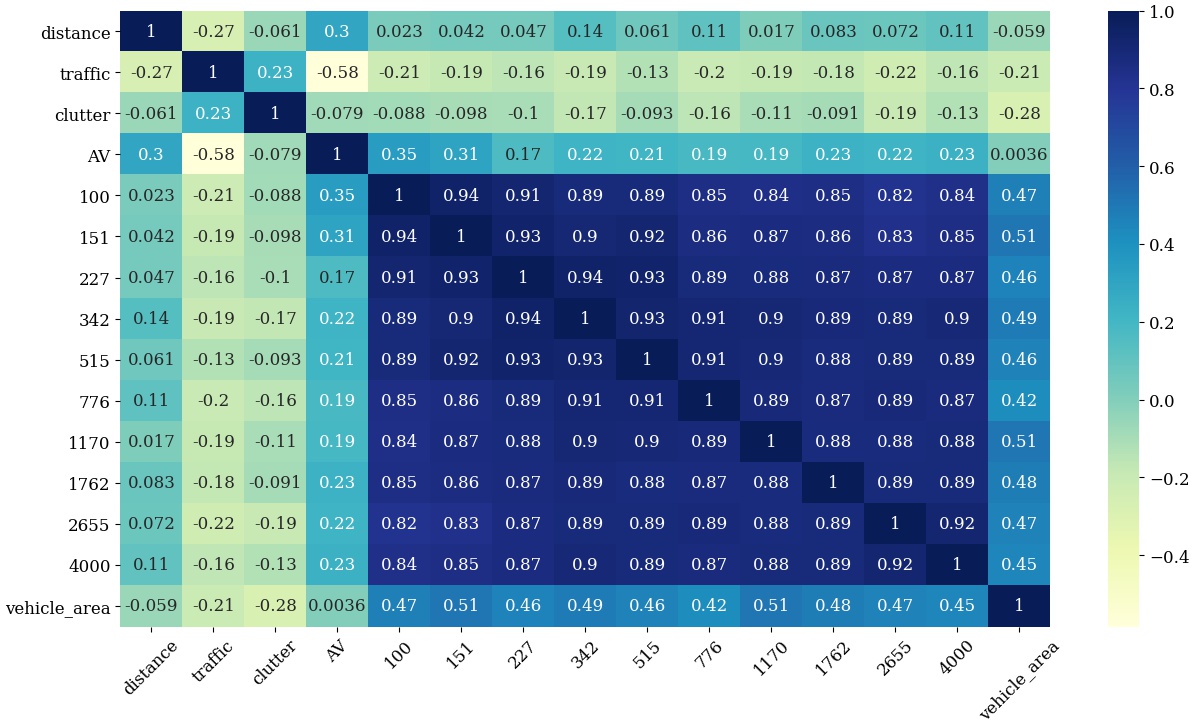 distance 1 -0.27 -0.061 0.3 0.023 0.042 0.047 0.14 0.061 0.11 0.017 0.083 0.072 0.11 -0.059 1.0
traffic -0.27 1 0.23 -0.58 -0.21 -0.19 -0.16 -0.19 -0.13 -0.2 -0.19 -0.18 -0.22 -0.16 -0.21
clutter -0.061 0.23 1 -0.079 -0.088 -0.098 -0.1 -0.17 -0.093 -0.16 -0.11 -0.091 -0.19 -0.13 -0.28 0.8
AV 0.3 -0.58 -0.079 1 0.35 0.31 0.17 0.22 0.21 0.19 0.19 0.23 0.22 0.23 0.0036
100 0.023 -0.21 -0.088 0.35 1 0.94 0.91 0.89 0.89 0.85 0.84 0.85 0.82 0.84 0.47 0.6
151 0.042 -0.19 -0.098 0.31 0.94 1 0.93 0.9 0.92 0.86 0.87 0.86 0.83 0.85 0.51 0.4
227 0.047 -0.16 -0.1 0.17 0.91 0.93 1 0.94 0.93 0.89 0.88 0.87 0.87 0.87 0.46
342 0.14 -0.19 -0.17 0.22 0.89 0.9 0.94 1 0.93 0.91 0.9 0.89 0.89 0.9 0.49 0.2
515 0.061 -0.13 -0.093 0.21 0.89 0.92 0.93 0.93 1 0.91 0.9 0.88 0.89 0.89 0.46
776 0.11 -0.2 -0.16 0.19 0.85 0.86 0.89 0.91 0.91 1 0.89 0.87 0.89 0.87 0.42 0.0
1170 0.017 -0.19 -0.11 0.19 0.84 0.87 0.88 0.9 0.9 0.89 1 0.88 0.88 0.88 0.51
1762 0.083 -0.18 -0.091 0.23 0.85 0.86 0.87 0.89 0.88 0.87 0.88 1 0.89 0.89 0.48 −0.2
2655 0.072 -0.22 -0.19 0.22 0.82 0.83 0.87 0.89 0.89 0.89 0.88 0.89 1 0.92 0.47
4000 0.11 -0.16 -0.13 0.23 0.84 0.85 0.87 0.9 0.89 0.87 0.88 0.89 0.92 1 0.45 −0.4
vehicle_area -0.059 -0.21 -0.28 0.0036 0.47 0.51 0.46 0.49 0.46 0.42 0.51 0.48 0.47 0.45 1
distance traffic clutter AV 100 151 227 342 515 776 1170 1762 2655 4000 vehicle_area